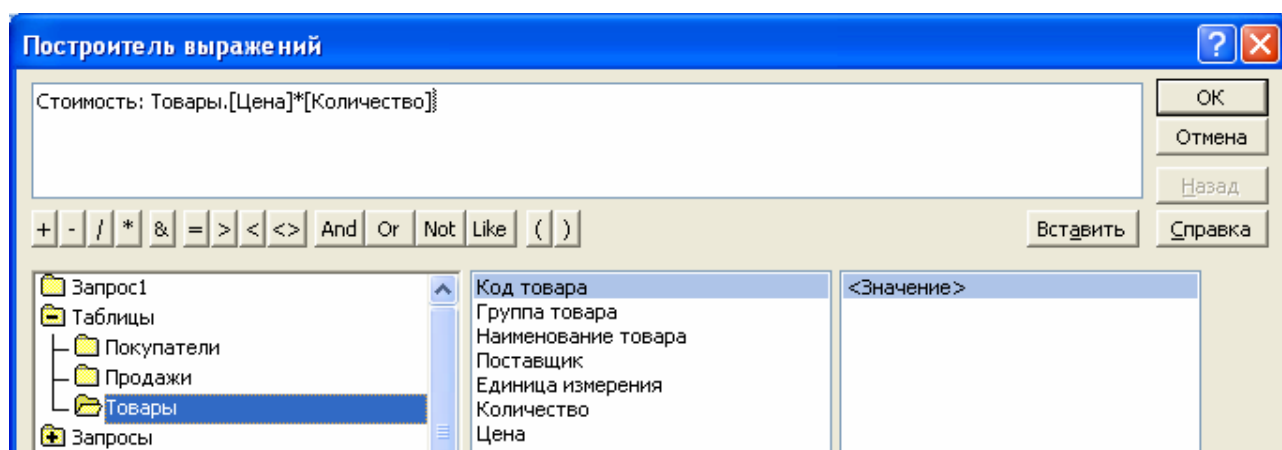 Построитель выражений
Стоимость: Товары.[Цена]*[Количество]
OK
Отмена
Назад
+ - / * & = > < <> And Or Not Like ( ) Вставить Справка
Запрос1
Таблицы
Покупатели
Продажи
Товары
Запросы
Код товара
Группа товара
Наименование товара
Поставщик
Единица измерения
Количество
Цена
<Значение>